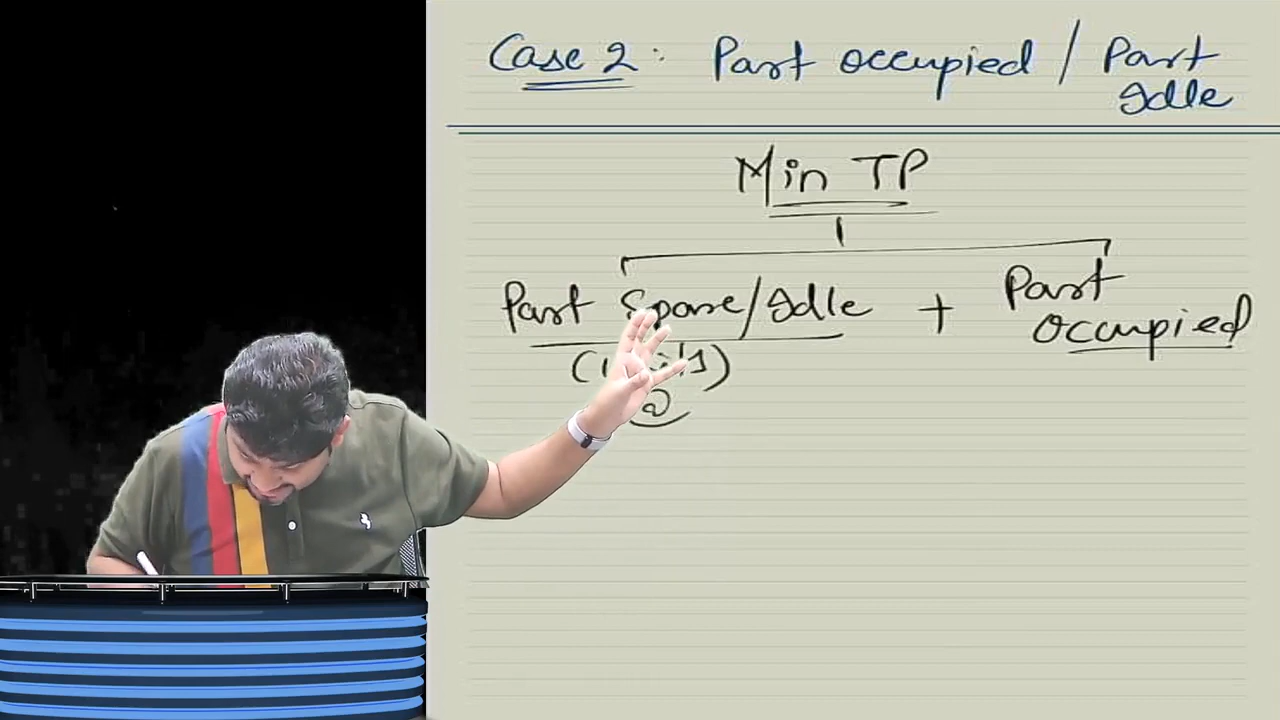 Case 2: Part occupied / Part Idle
Min TP
Part Spare/Idle + Part occupied
@